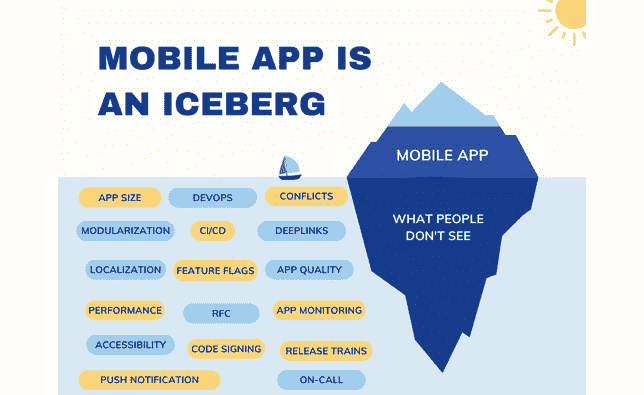 MOBILE APP IS
AN ICEBERG
MOBILE APP
WHAT PEOPLE
DON'T SEE
APP SIZE
DEVOPS
CONFLICTS
MODULARIZATION
CI/CD
DEEPLINKS
LOCALIZATION
FEATURE FLAGS
APP QUALITY
PERFORMANCE
RFC
APP MONITORING
ACCESSIBILITY
CODE SIGNING
RELEASE TRAINS
PUSH NOTIFICATION
ON-CALL